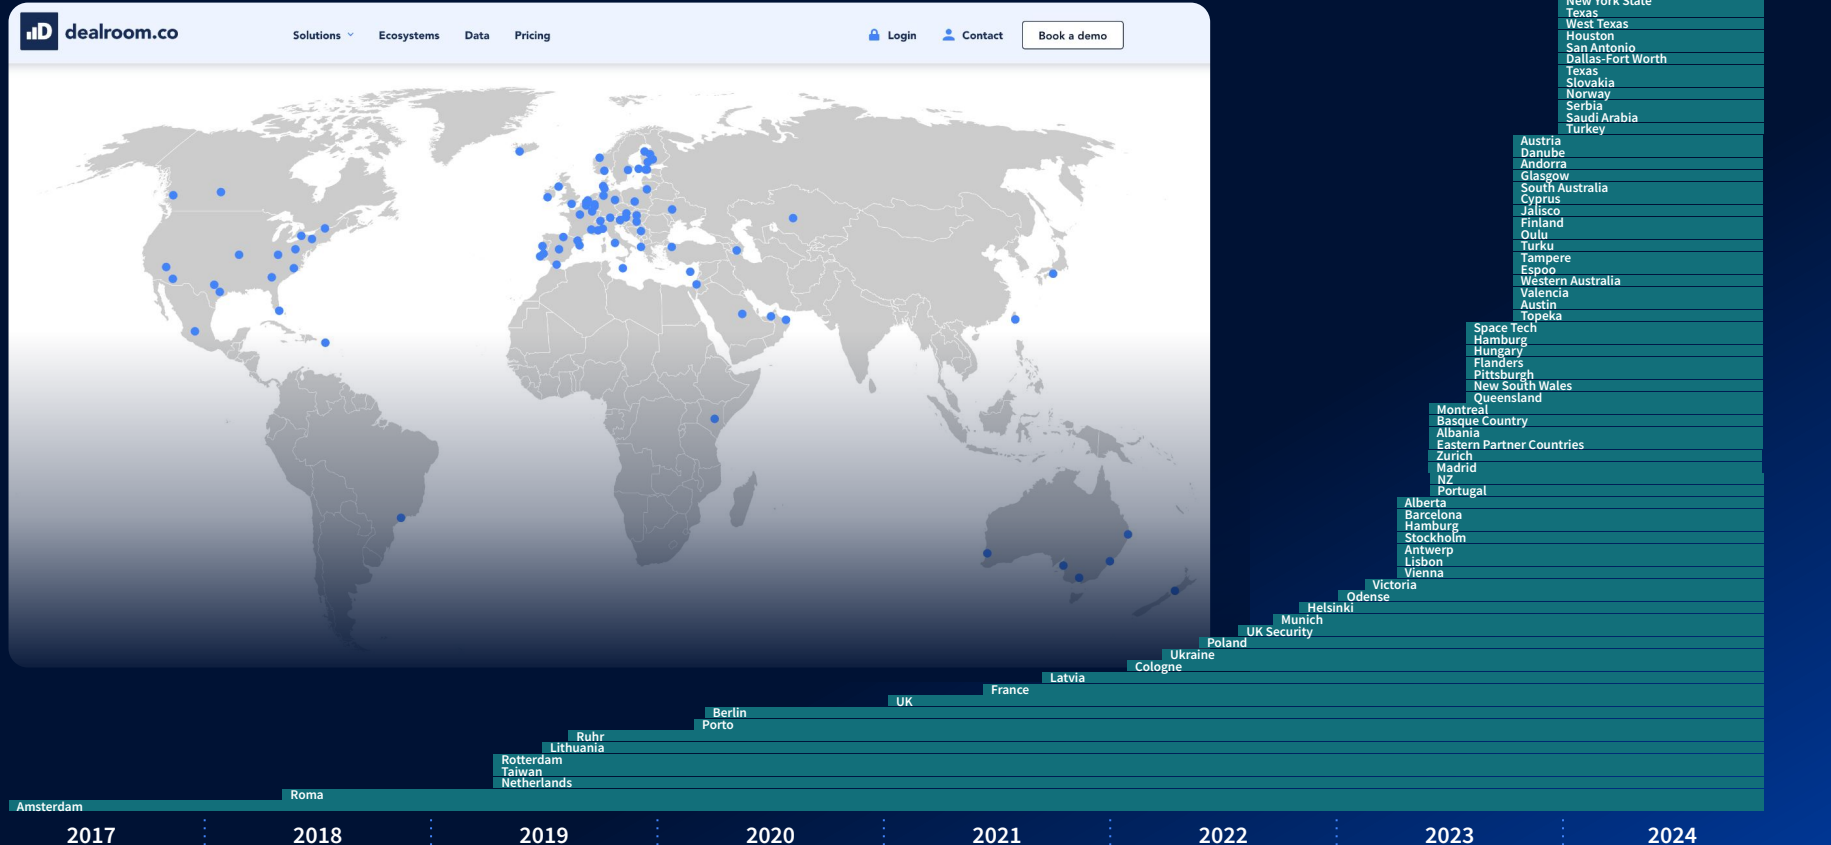 dealroom.co
Solutions
Ecosystems
Data
Pricing
Login
Contact
Book a demo
New York State
Texas
West Texas
Houston
San Antonio
Dallas-Fort Worth
Texas
Slovakia
Norway
Serbia
Saudi Arabia
Turkey
Austria
Danube
Andorra
Glasgow
South Australia
Cyprus
Jalisco
Finland
Oulu
Turku
Tampere
Espoo
Western Australia
Valencia
Austin
Topeka
Space Tech
Hamburg
Hungary
Flanders
Pittsburgh
New South Wales
Queensland
Montreal
Basque Country
Albania
Eastern Partner Countries
Zurich
Madrid
NZ
Portugal
Alberta
Barcelona
Hamburg
Stockholm
Antwerp
Lisbon
Vienna
Victoria
Odense
Helsinki
Munich
UK Security
Poland
Ukraine
Cologne
Latvia
France
UK
Berlin
Porto
Ruhr
Lithuania
Rotterdam
Taiwan
Netherlands
Roma
Amsterdam
2017
2018
2019
2020
2021
2022
2023
2024